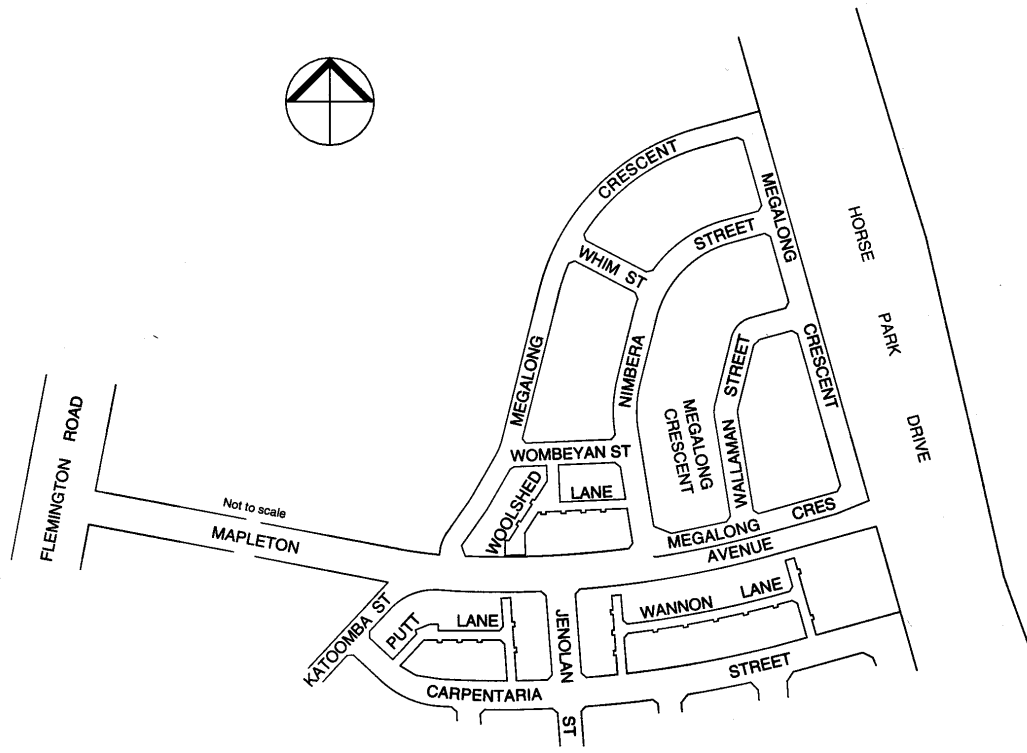 CRESCENT
MEGALONG
STREET
WHIM ST
HORSE
PARK
DRIVE
MEGALONG
NIMBERA
STREET
CRESCENT
MEGALONG
CRESCENT
WALLAMAN
FLEMINGTON ROAD
WOMBEYAN ST
WOOLSHED
LANE
Not to scale
MAPLETON
MEGALONG
CRES
AVENUE
KATOOMBA ST
PUTT
LANE
JENOLAN
ST
WANNON
LANE
CARPENTARIA
STREET